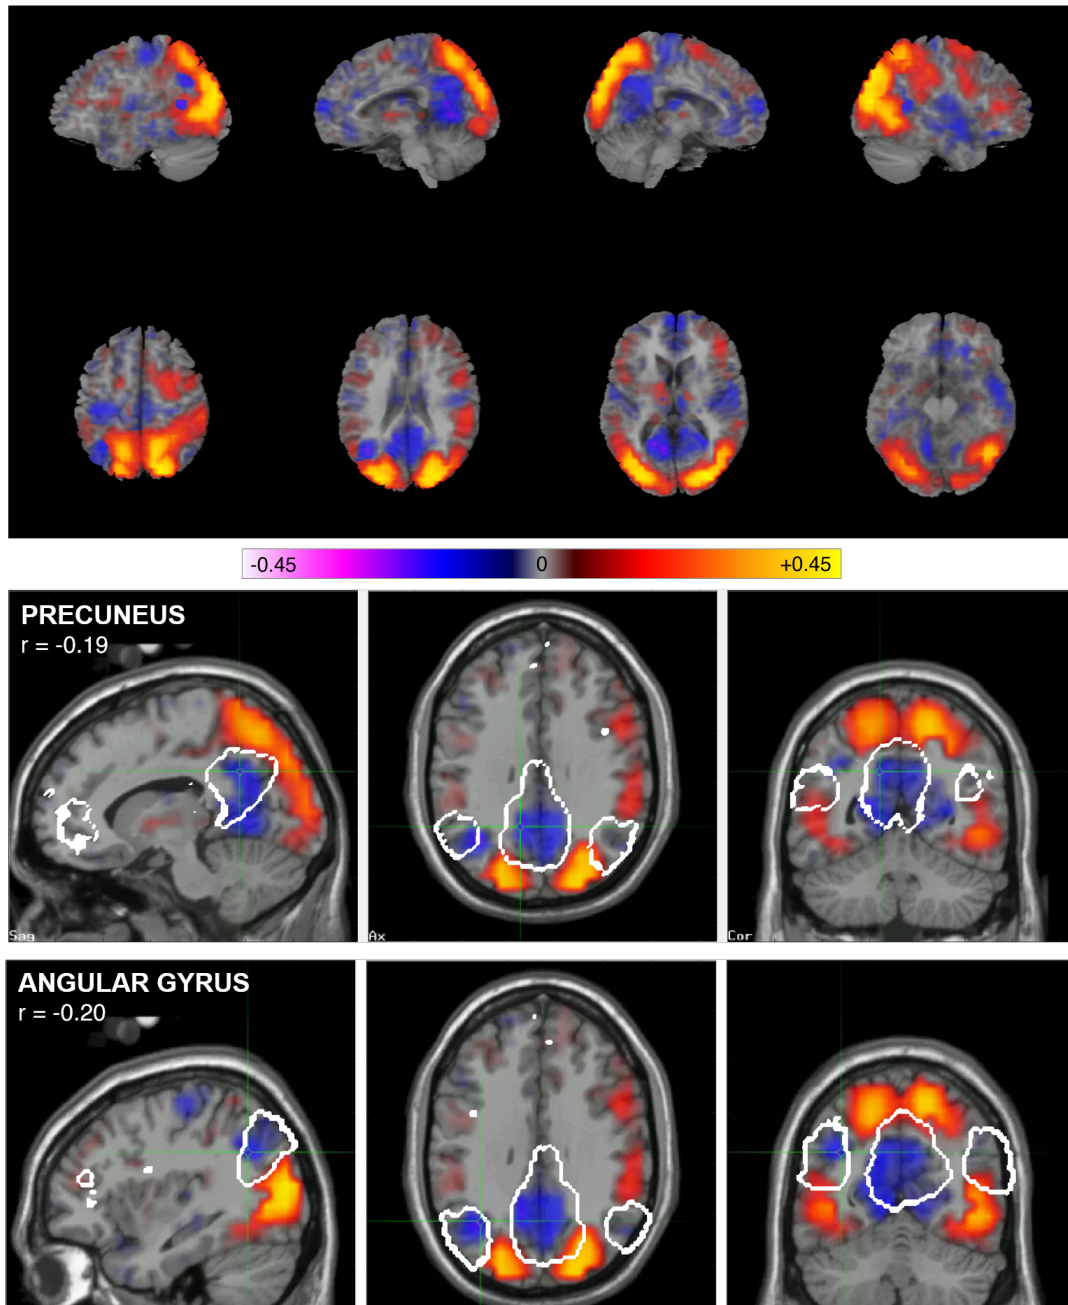 -0.45 0 +0.45
PRECUNEUS
r = -0.19
Sag Ax Cor
ANGULAR GYRUS
r = -0.20